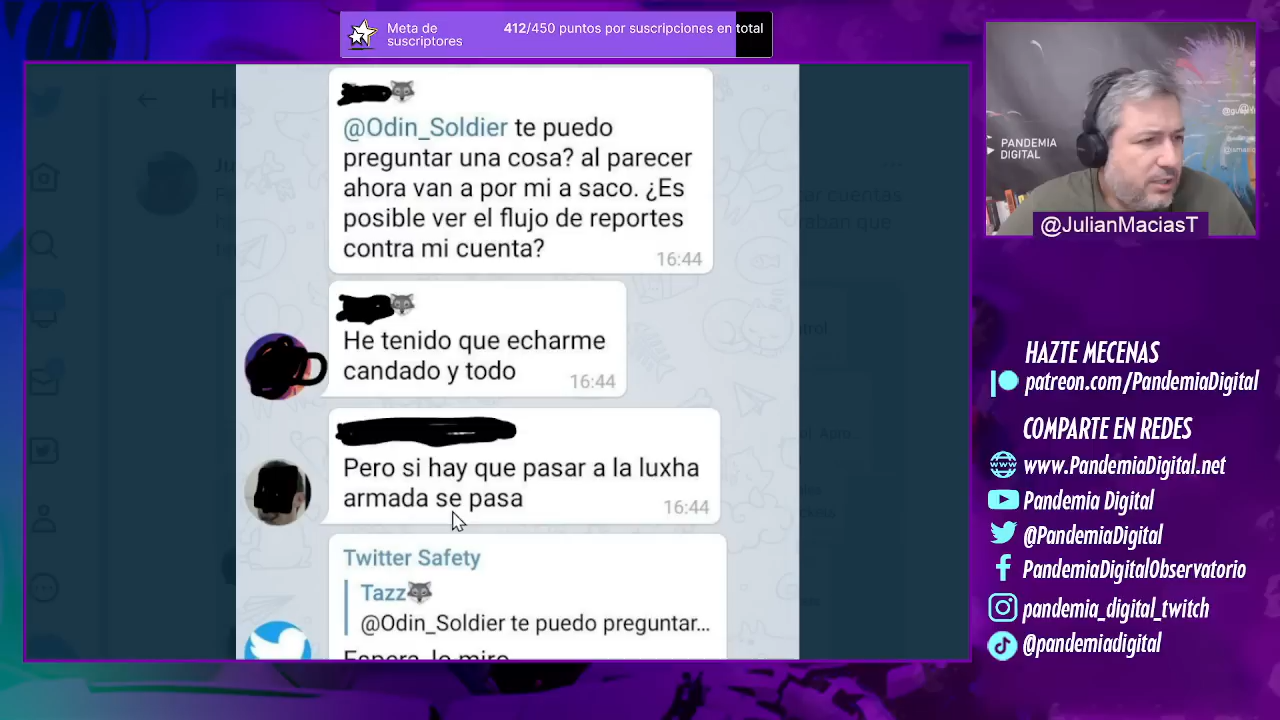 Meta de
suscriptores
412/450 puntos por suscripciones en total
@Odin_Soldier te puedo
preguntar una cosa? al parecer
ahora van a por mi a saco. ¿Es
posible ver el flujo de reportes
contra mi cuenta?
16:44
He tenido que echarme
candado y todo
16:44
Pero si hay que pasar a la luxha
armada se pasa
16:44
Twitter Safety
Tazz
@Odin_Soldier te puedo preguntar...
Espera, lo miro
cuentas
que
PANDEMIA
DIGITAL
@JulianMaciasT
HAZTE MECENAS
patreon.com/PandemiaDigital
COMPARTE EN REDES
www.PandemiaDigital.net
Pandemia Digital
@PandemiaDigital
PandemiaDigitalObservatorio
pandemia_digital_twitch
@pandemiadigital